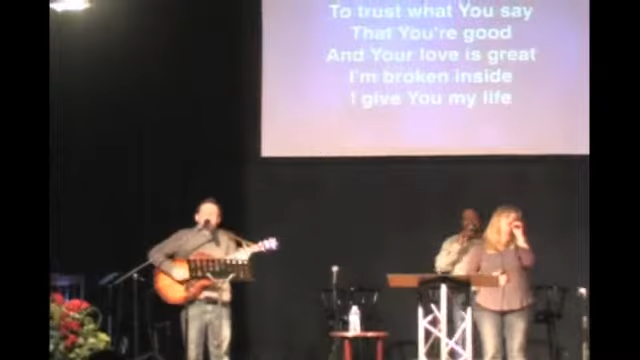 To trust what You say
That You're good
And Your love is great
I'm broken inside
I give You my life